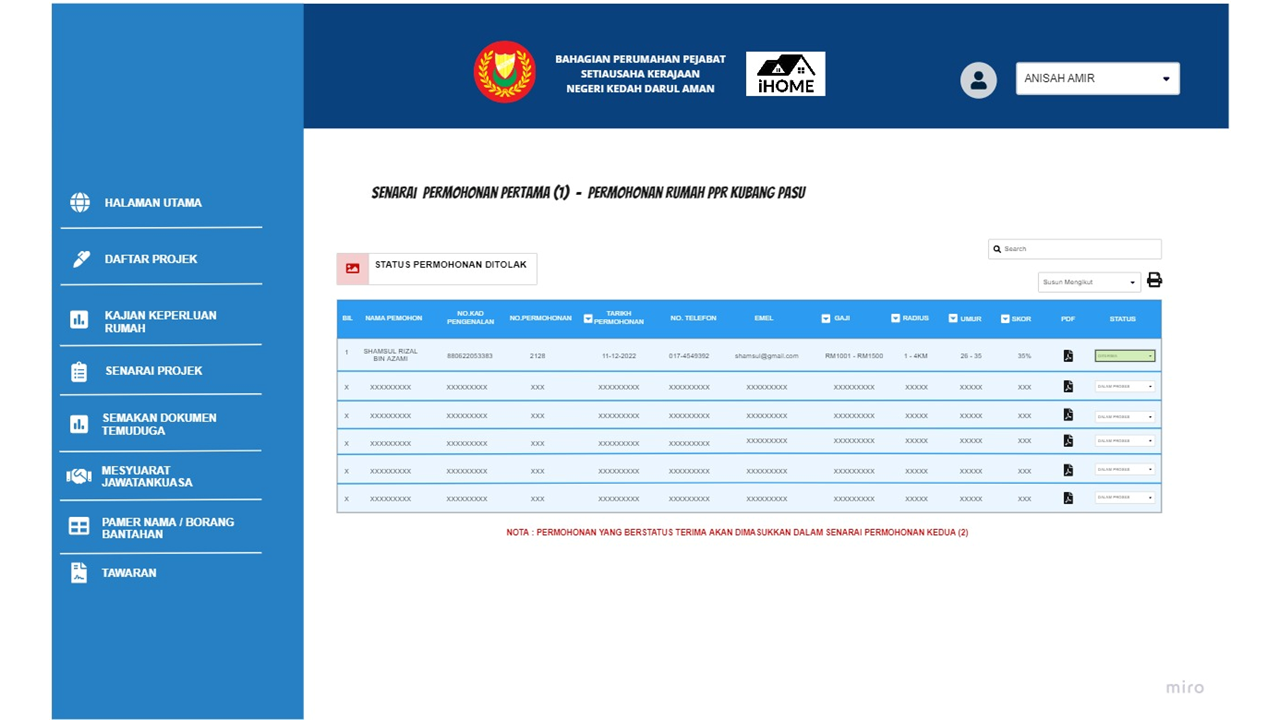 BAHAGIAN PERUMAHAN PEJABAT
SETIAUSAHA KERAJAAN
NEGERI KEDAH DARUL AMAN
iHOME
ANISAH AMIR
HALAMAN UTAMA
DAFTAR PROJEK
KAJIAN KEPERLUAN
RUMAH
SENARAI PROJEK
SEMAKAN DOKUMEN
TEMUDUGA
MESYUARAT
JAWATANKUASA
PAMER NAMA / BORANG
BANTAHAN
TAWARAN
SENARAI PERMOHONAN PERTAMA (1) - PERMOHONAN RUMAH PPR KUBANG PASU
Search
STATUS PERMOHONAN DITOLAK
Susun Mengikut
BIL NAMA PEMOHON NO.KAD PENGENALAN NO.PERMOHONAN TARIKH PERMOHONAN NO. TELEFON EMEL GAJI RADIUS UMUR SKOR PDF STATUS
1 SHAMSUL RIZAL BIN AZAMI 880622053383 2128 11-12-2022 017-4549392 shamsul@gmail.com RM1001 - RM1500 1 - 4KM 26 - 35 35%
X XXXXXXXXX XXXXXXXXX XXX XXXXXXXXX XXXXXXXXX XXXXXXXXX XXXXXXXXX XXXXX XXXXX XXX DALAM PROSES
X XXXXXXXXX XXXXXXXXX XXX XXXXXXXXX XXXXXXXXX XXXXXXXXX XXXXXXXXX XXXXX XXXXX XXX DALAM PROSES
X XXXXXXXXX XXXXXXXXX XXX XXXXXXXXX XXXXXXXXX XXXXXXXXX XXXXXXXXX XXXXX XXXXX XXX DALAM PROSES
X XXXXXXXXX XXXXXXXXX XXX XXXXXXXXX XXXXXXXXX XXXXXXXXX XXXXXXXXX XXXXX XXXXX XXX DALAM PROSES
X XXXXXXXXX XXXXXXXXX XXX XXXXXXXXX XXXXXXXXX XXXXXXXXX XXXXXXXXX XXXXX XXXXX XXX DALAM PROSES
NOTA : PERMOHONAN YANG BERSTATUS TERIMA AKAN DIMASUKKAN DALAM SENARAI PERMOHONAN KEDUA (2)
miro